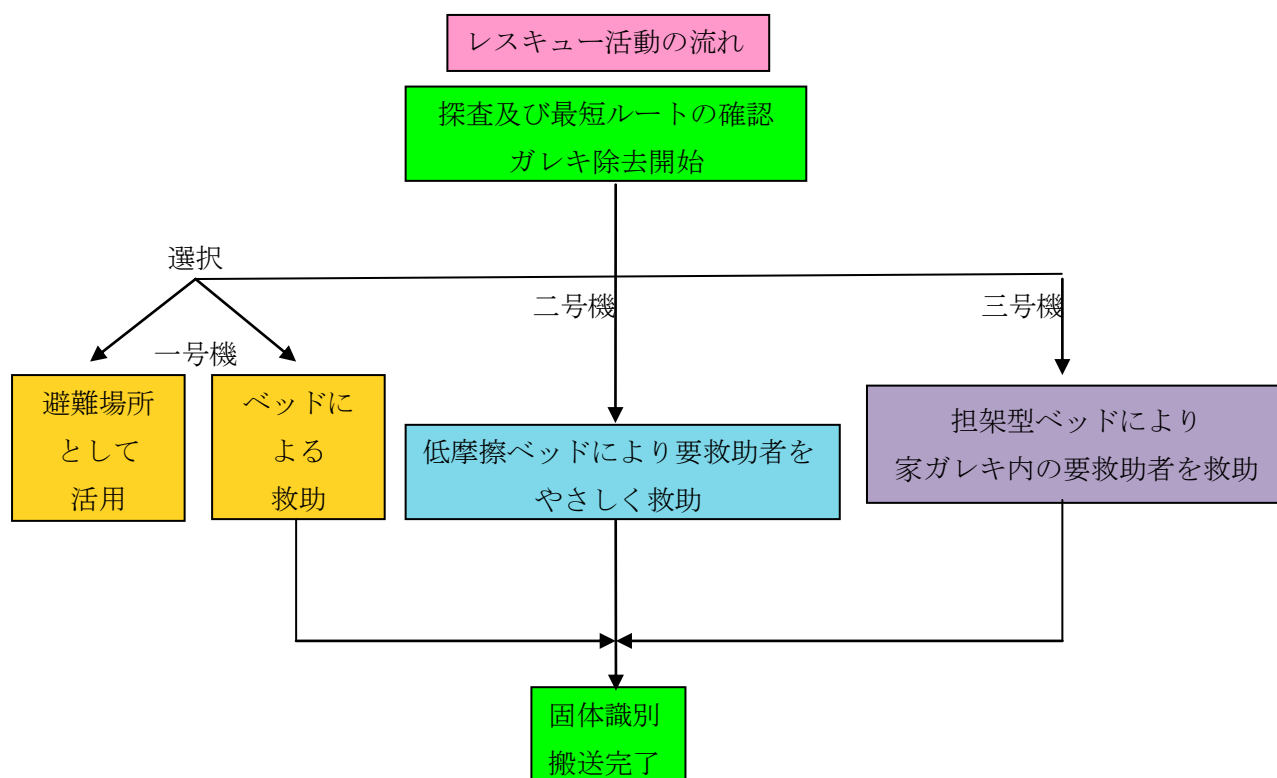 レスキュー活動の流れ
探査及び最短ルートの確認
ガレキ除去開始
選択
一号機
二号機
三号機
避難場所
として
活用
ベッドに
よる
救助
低摩擦ベッドにより要救助者を
やさしく救助
担架型ベッドにより
家ガレキ内の要救助者を救助
固体識別
搬送完了